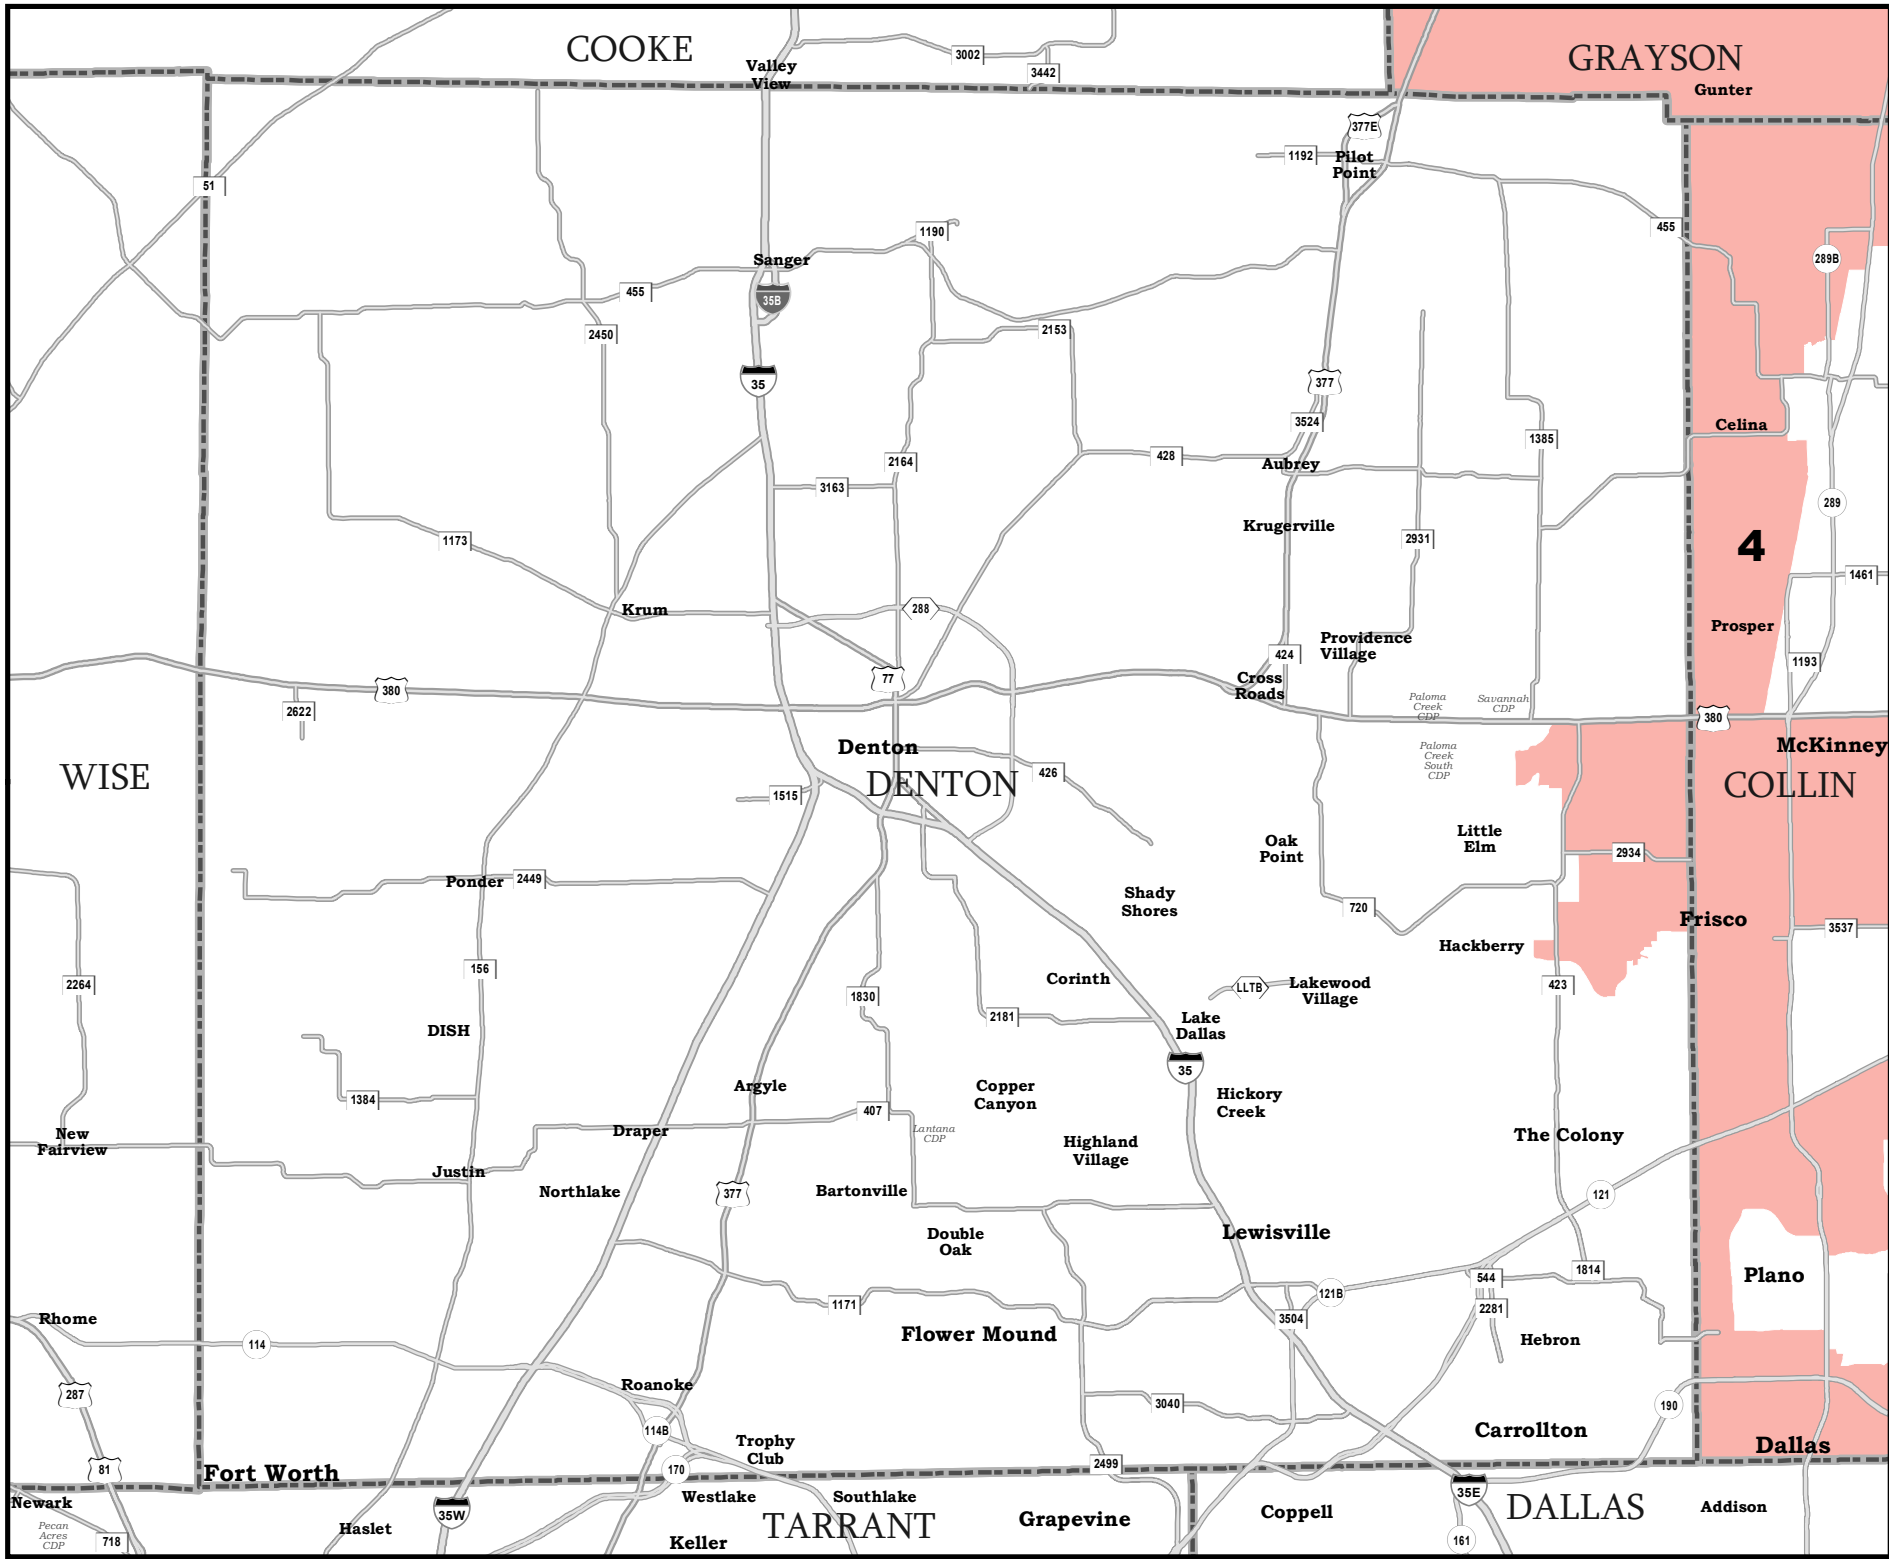 COOKE
GRAYSON
3002
3442
Valley
View
Gunter
377E
1192
Pilot
Point
51
455
1190
289B
Sanger
455
35B
2450
2153
35
377
3524
1385
Celina
2164
428
Aubrey
3163
289
Krugerville
1173
2931
4
1461
Krum
288
Prosper
Providence
Village
424
1193
77
Cross
Roads
380
2622
Paloma
Creek
CDP
Savannah
CDP
380
Denton
McKinney
Paloma
Creek
South
CDP
WISE
DENTON
426
COLLIN
1515
Oak
Point
Little
Elm
2934
Ponder
2449
Shady
Shores
720
Frisco
3537
Hackberry
156
2264
Corinth
LLTB
Lakewood
Village
423
1830
2181
Lake
Dallas
DISH
35
Argyle
Copper
Canyon
Hickory
Creek
1384
407
New
Fairview
Draper
Lantana
CDP
Highland
Village
The Colony
Justin
Northlake
377
Bartonville
121
Double
Oak
Lewisville
Plano
544
1814
121B
1171
2281
3504
Rhome
Flower Mound
Hebron
114
Roanoke
287
3040
190
114B
Carrollton
Trophy
Club
Dallas
81
Fort Worth
170
2499
35E
Newark
Westlake
Southlake
DALLAS
Addison
Pecan
Acres
CDP
718
35W
Haslet
TARRANT
Grapevine
Coppell
Keller
161